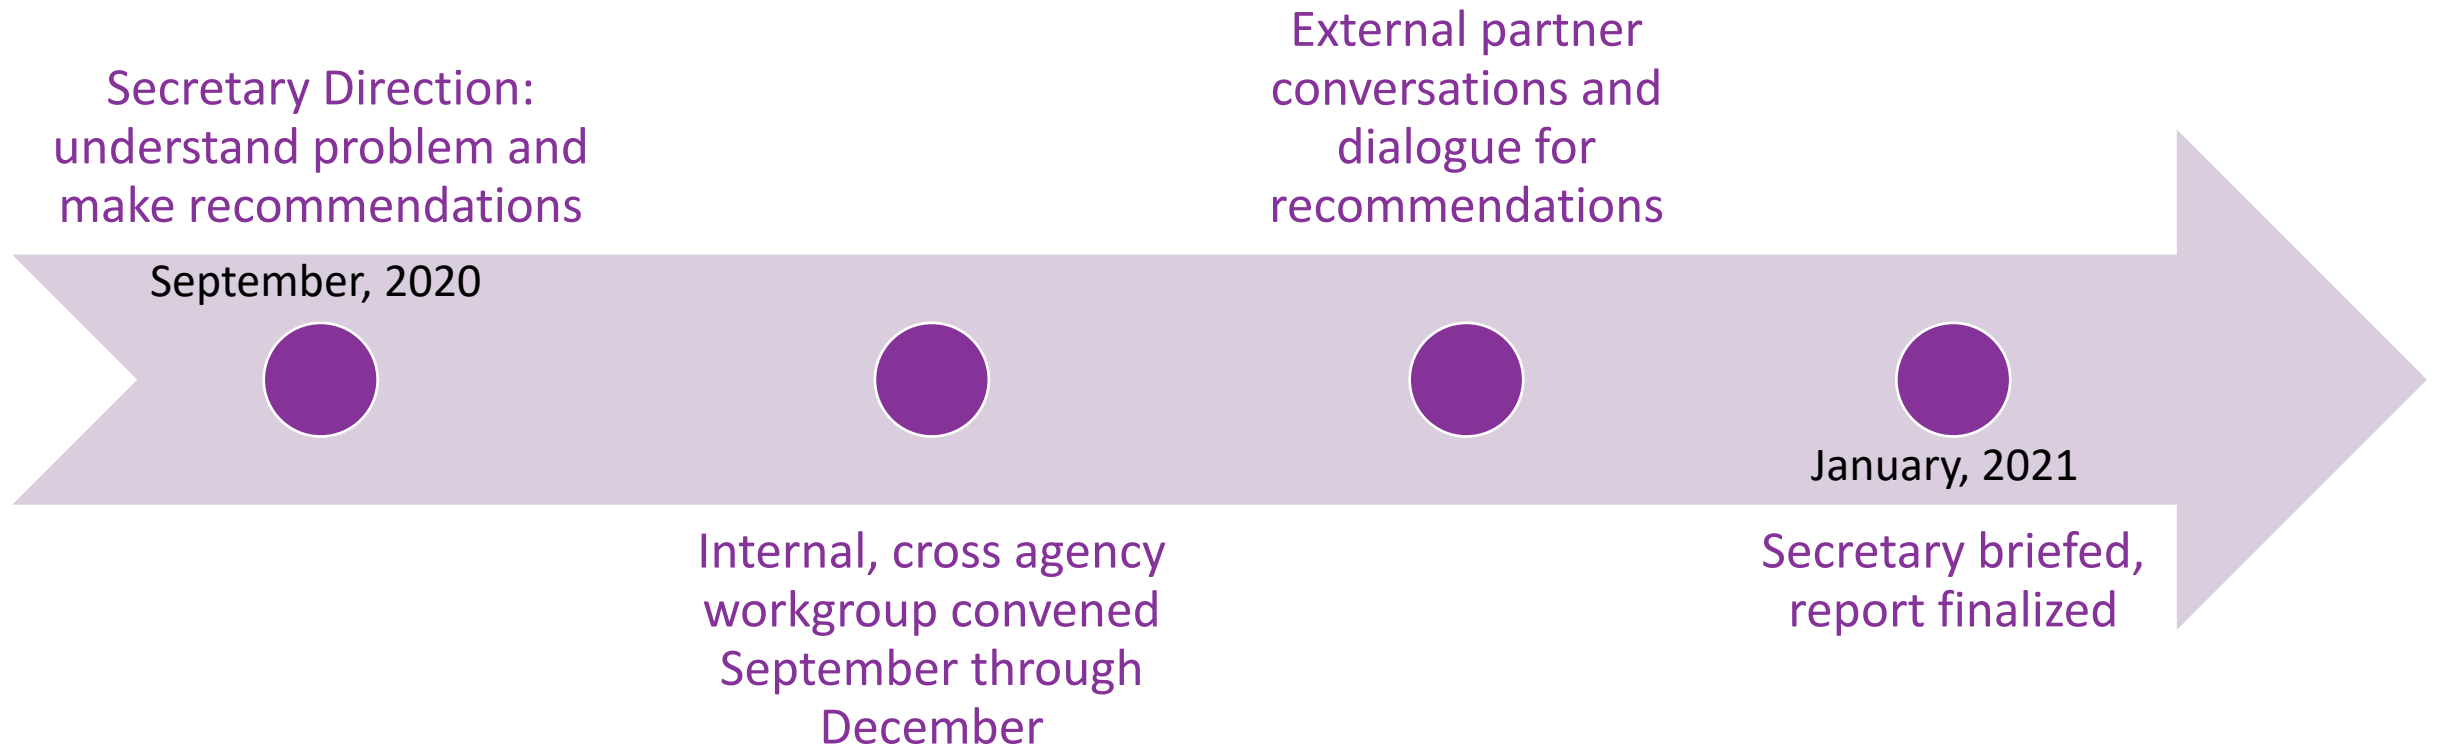 Secretary Direction:
understand problem and
make recommendations
September, 2020
Internal, cross agency
workgroup convened
September through
December
External partner
conversations and
dialogue for
recommendations
January, 2021
Secretary briefed,
report finalized